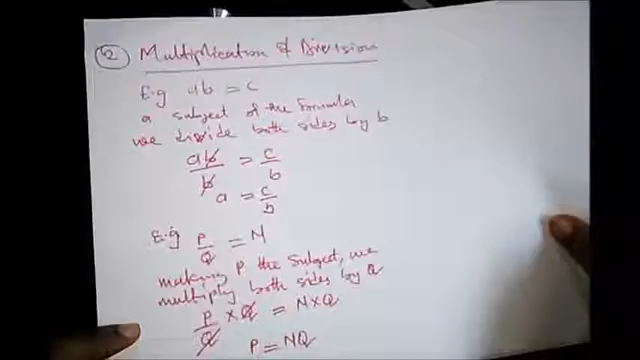 2 Multiplication & Division
E.g ab = c
a subject of the formular
we divide both sides by b
ab/b = c/b
a = c/b
E.g P/Q = N
making P the subject, we
multiply both sides by Q
P/Q × Q = N × Q
P = NQ